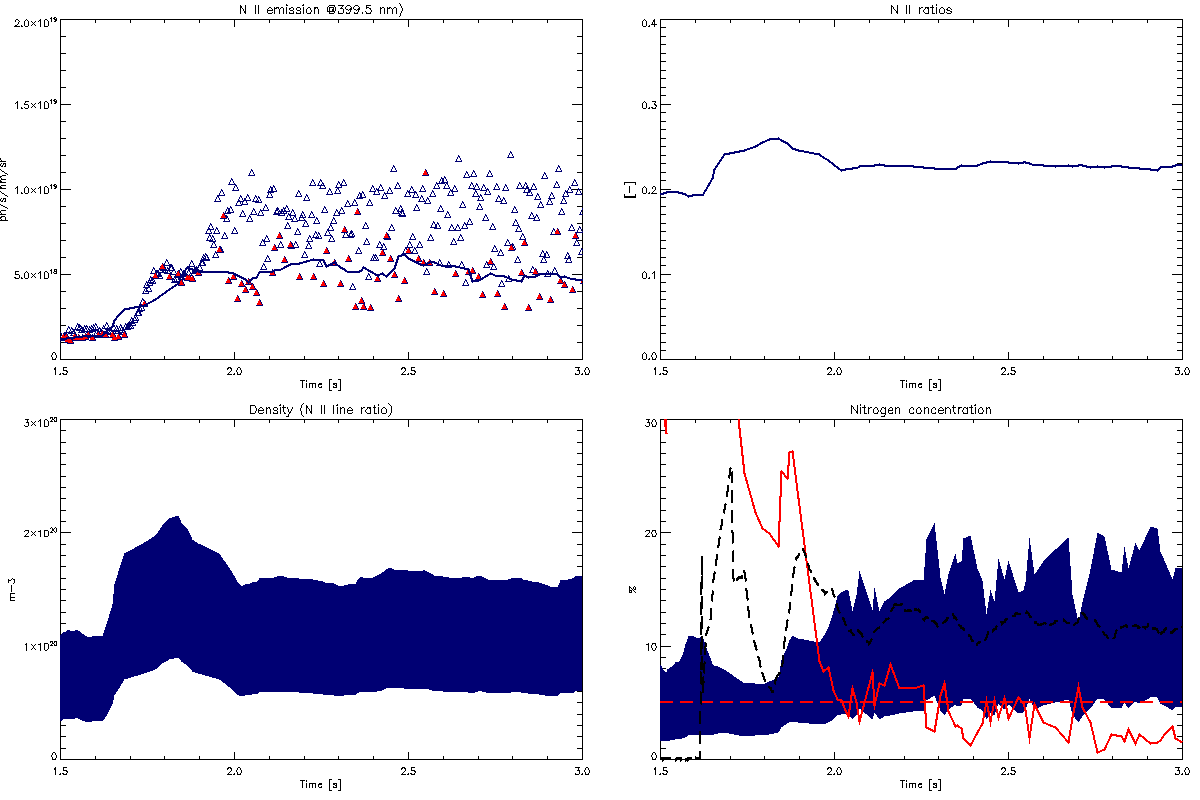 N II emission @399.5 nm)
2.0×10¹⁹
1.5×10¹⁹
1.0×10¹⁹
5.0×10¹⁸
0
ph/s/nm/sr
1.5 2.0 2.5 3.0
Time [s]
N II ratios
0.4
0.3
0.2
0.1
0.0
[-]
1.5 2.0 2.5 3.0
Time [s]
Density (N II line ratio)
3×10²⁰
2×10²⁰
1×10²⁰
0
m-3
1.5 2.0 2.5 3.0
Time [s]
Nitrogen concentration
30
20
10
0
%
1.5 2.0 2.5 3.0
Time [s]